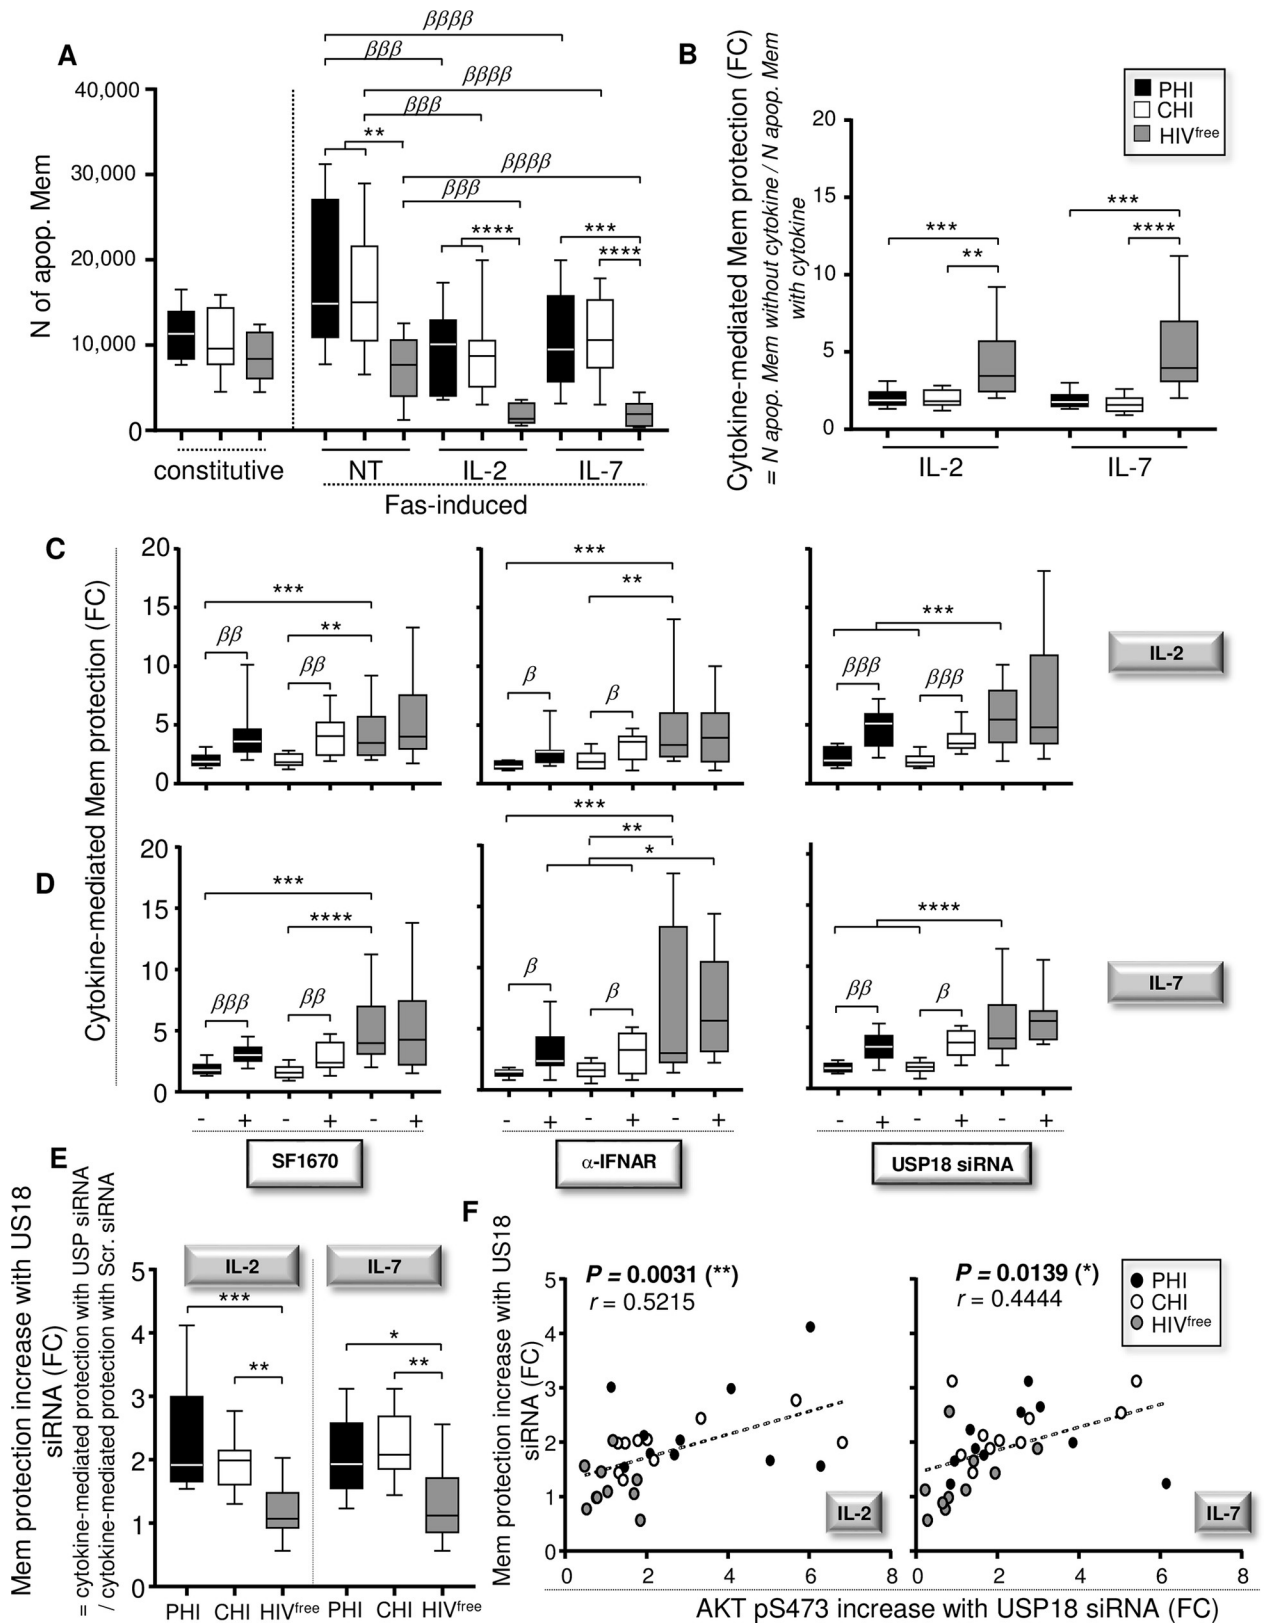 A
ββββ
βββ
ββββ
βββ
**
ββββ
βββ
****
***
****
N of apop. Mem
40,000
30,000
20,000
10,000
0
constitutive
NT
IL-2
IL-7
Fas-induced
B
Cytokine-mediated Mem protection (FC)
= N apop. Mem without cytokine / N apop. Mem
with cytokine
PHI
CHI
HIVfree
20
15
10
5
0
***
**
***
****
IL-2
IL-7
C
Cytokine-mediated Mem protection (FC)
20
15
10
5
0
***
ββ
**
ββ
***
**
β
β
***
βββ
βββ
IL-2
D
20
15
10
5
0
***
****
βββ
ββ
***
**
*
β
β
****
ββ
β
IL-7
- + - + - +
- + - + - +
- + - + - +
SF1670
α-IFNAR
USP18 siRNA
E
Mem protection increase with US18
siRNA (FC)
= cytokine-mediated protection with USP siRNA
/ cytokine-mediated protection with Scr. siRNA
IL-2
IL-7
5
4
3
2
1
0
***
**
*
**
PHI CHI HIVfree PHI CHI HIVfree
F
Mem protection increase with US18
siRNA (FC)
P = 0.0031 (**)
r = 0.5215
P = 0.0139 (*)
r = 0.4444
PHI
CHI
HIVfree
5
4
3
2
1
0
IL-2
IL-7
0 2 4 6 8
0 2 4 6 8
AKT pS473 increase with USP18 siRNA (FC)